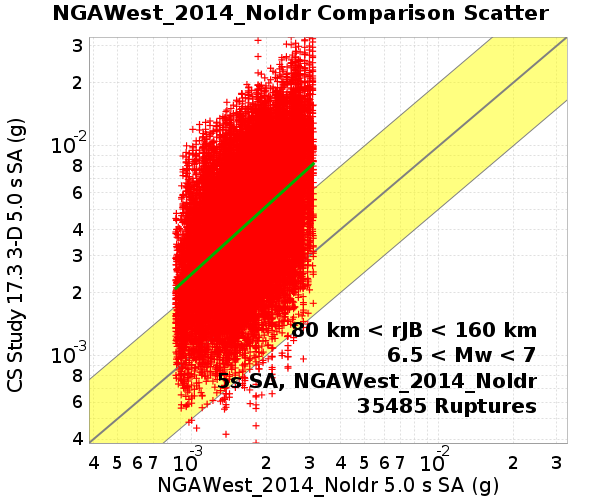 NGAWest_2014_NoIdr Comparison Scatter
CS Study 17.3 3-D 5.0 s SA (g)
3
2
10⁻²
8
6
4
3
2
10⁻³
8
6
4
80 km < rJB < 160 km
6.5 < Mw < 7
5s SA, NGAWest_2014_NoIdr
35485 Ruptures
4 5 6 7 10⁻³ 2 3 4 5 6 7 10⁻² 2 3
NGAWest_2014_NoIdr 5.0 s SA (g)